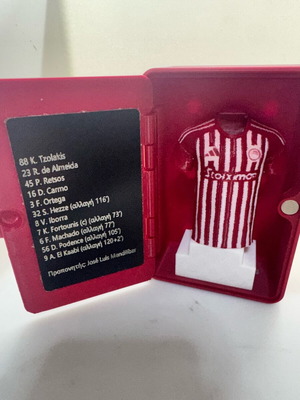 88 K. Tzolakis
23 R. de Almeida
45 P. Retsos
16 D. Carmo
3 F. Ortega
32 S. Hezze (αλλαγή 116')
8 V. Iborra
7 K. Fortounis (c) (αλλαγή 73')
6 F. Machado (αλλαγή 77')
56 D. Podence (αλλαγή 105')
9 A. El Kaabi (αλλαγή 120+2')
Προπονητής José Luis Mendilibar
Stoiximan